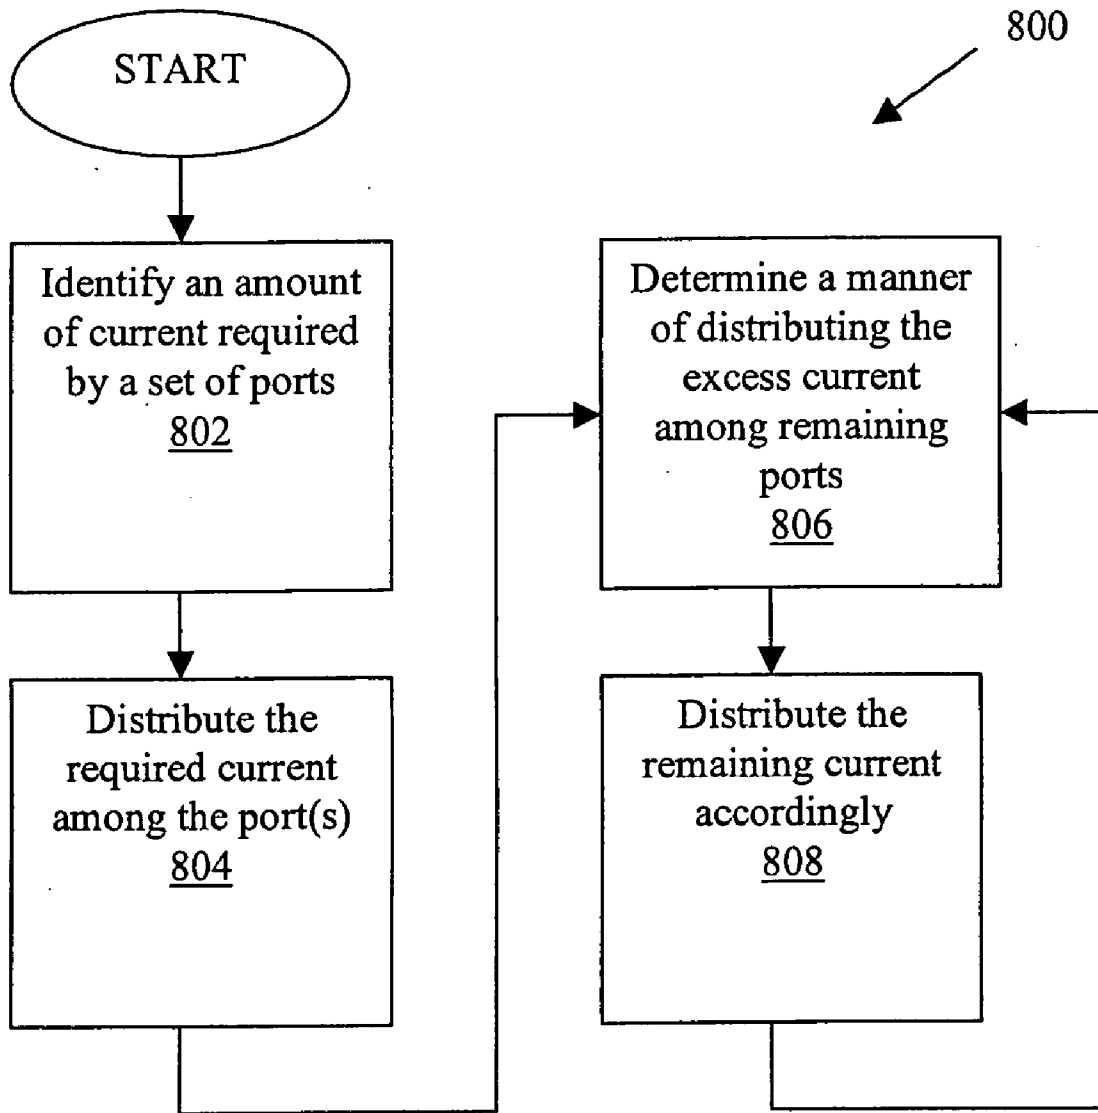 START
800
Identify an amount
of current required
by a set of ports
802
Distribute the
required current
among the port(s)
804
Determine a manner
of distributing the
excess current
among remaining
ports
806
Distribute the
remaining current
accordingly
808